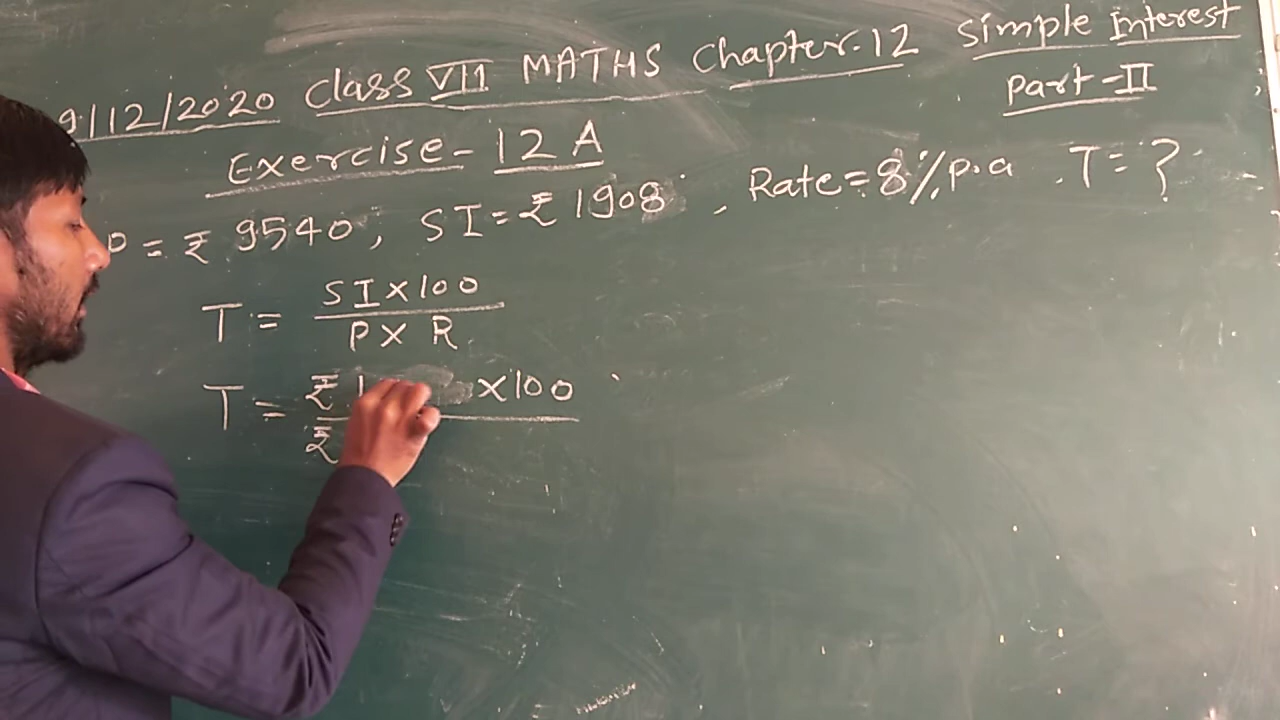 9/12/2020 Class VII MATHS Chapter-12 Simple Interest
Part-II
Exercise-12 A
P = ₹ 9540, SI = ₹ 1908, Rate = 8% p.a T = ?
T = SI × 100
P × R
T = ₹ 1 × 100
₹